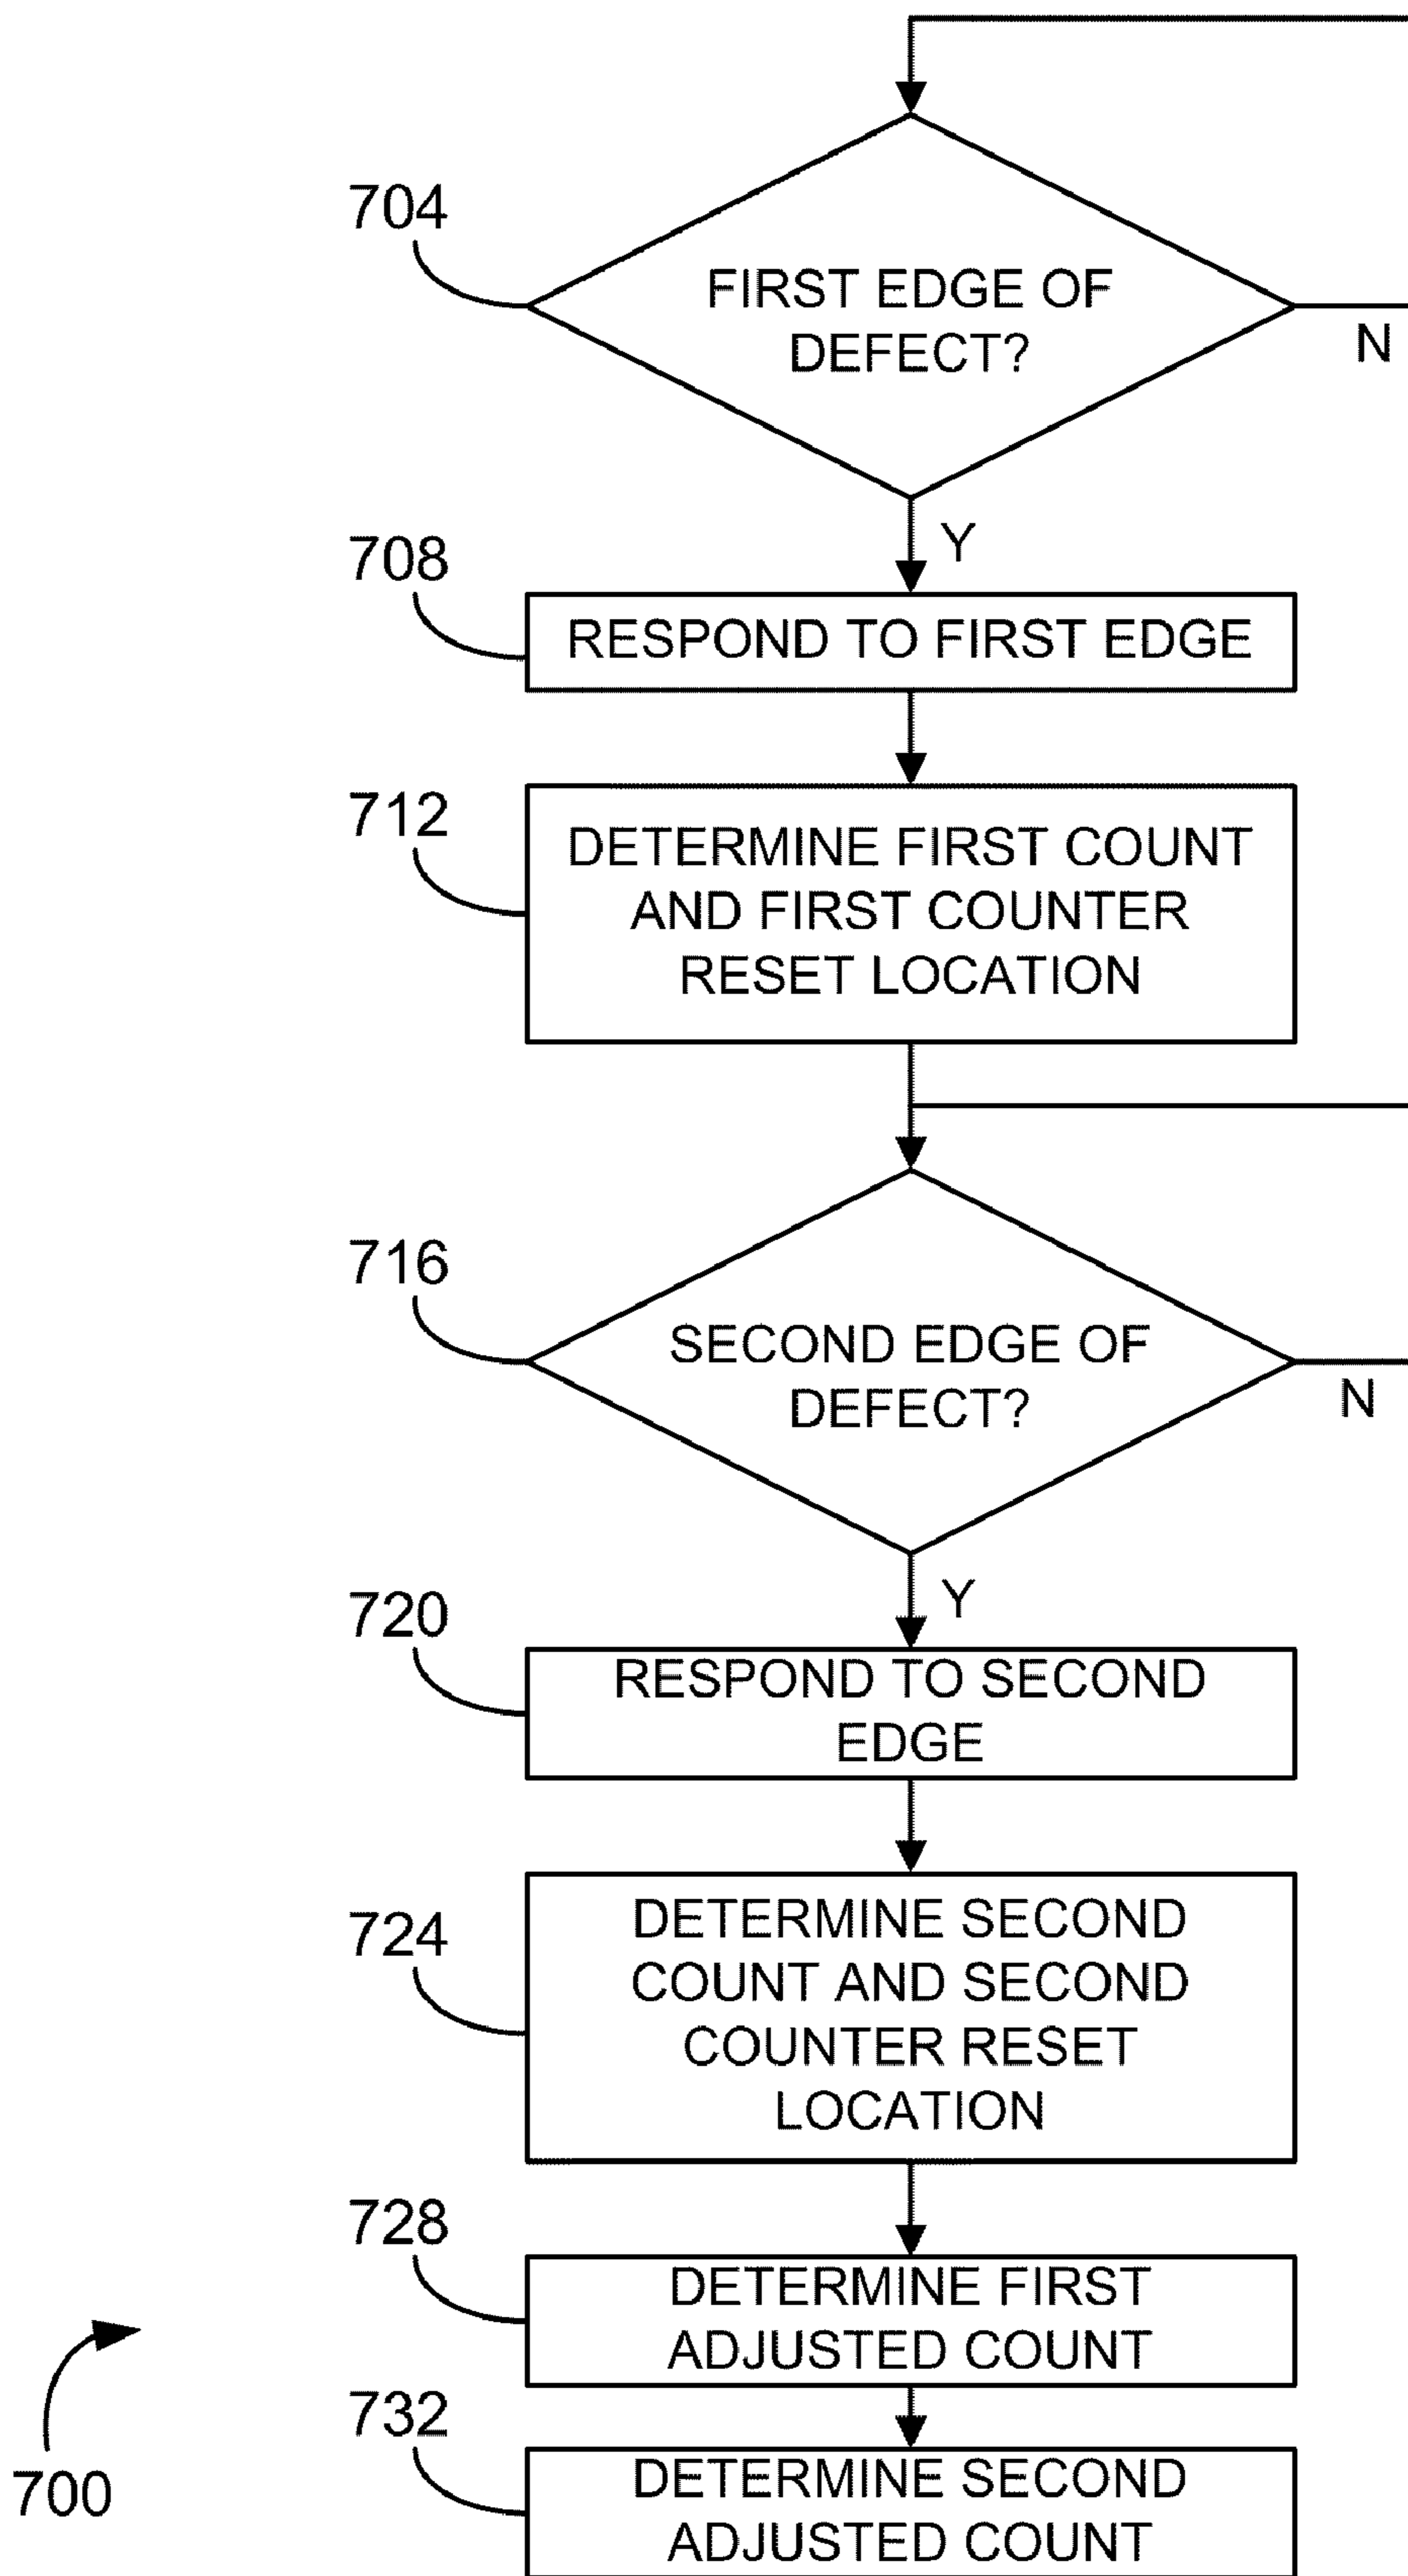 704
FIRST EDGE OF
DEFECT?
N
Y
708
RESPOND TO FIRST EDGE
712
DETERMINE FIRST COUNT
AND FIRST COUNTER
RESET LOCATION
716
SECOND EDGE OF
DEFECT?
N
Y
720
RESPOND TO SECOND
EDGE
724
DETERMINE SECOND
COUNT AND SECOND
COUNTER RESET
LOCATION
728
DETERMINE FIRST
ADJUSTED COUNT
732
DETERMINE SECOND
ADJUSTED COUNT
700